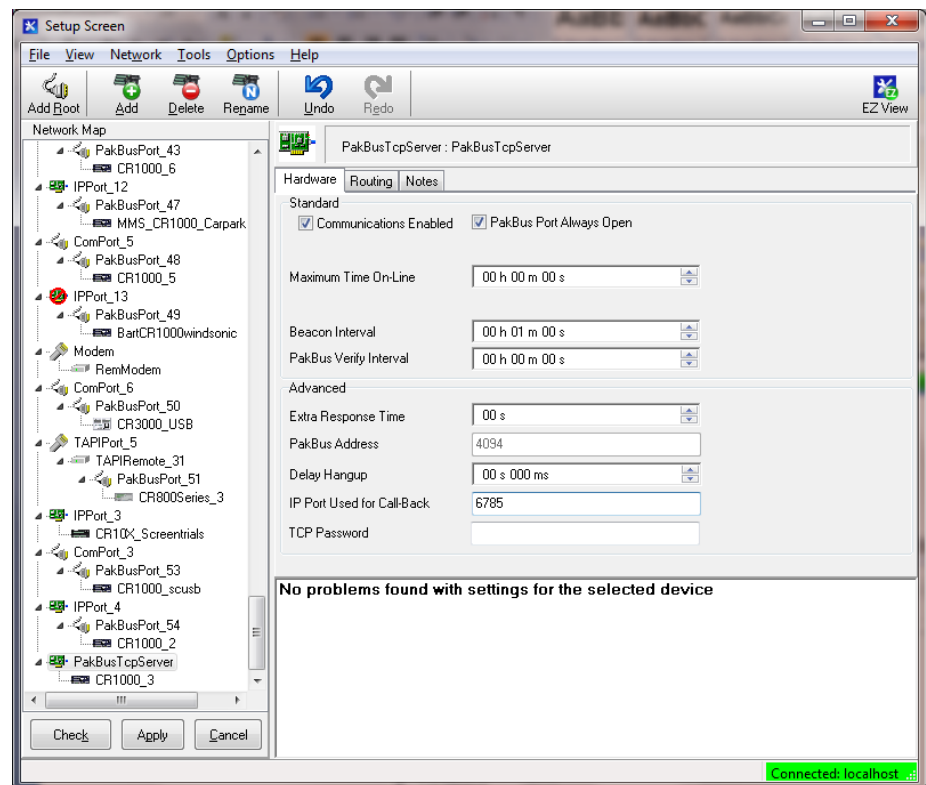 Setup Screen
File View Network Tools Options Help
Add Root Add Delete Rename Undo Redo EZ View
Network Map
PakBusPort_43
CR1000_6
IPPort_12
PakBusPort_47
MMS_CR1000_Carpark
ComPort_5
PakBusPort_48
CR1000_5
IPPort_13
PakBusPort_49
BartCR1000windsonic
Modem
RemModem
ComPort_6
PakBusPort_50
CR3000_USB
TAPIPort_5
TAPIRemote_31
PakBusPort_51
CR800Series_3
IPPort_3
CR10X_Screentrials
ComPort_3
PakBusPort_53
CR1000_scusb
IPPort_4
PakBusPort_54
CR1000_2
PakBusTcpServer
CR1000_3
Check Apply Cancel
PakBusTcpServer : PakBusTcpServer
Hardware Routing Notes
Standard
Communications Enabled PakBus Port Always Open
Maximum Time On-Line 00 h 00 m 00 s
Beacon Interval 00 h 01 m 00 s
PakBus Verify Interval 00 h 00 m 00 s
Advanced
Extra Response Time 00 s
PakBus Address 4094
Delay Hangup 00 s 000 ms
IP Port Used for Call-Back 6785
TCP Password
No problems found with settings for the selected device
Connected: localhost